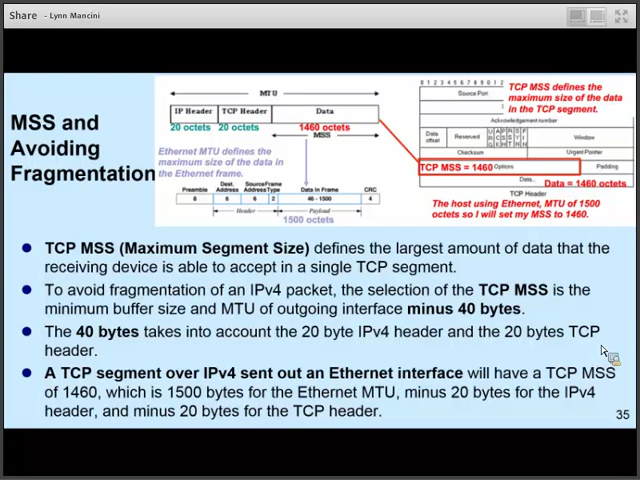 Share - Lynn Mancini
MSS and
Avoiding
Fragmentation
MTU
IP Header TCP Header Data
20 octets 20 octets 1460 octets
MSS
Ethernet MTU defines the
maximum size of the data in
the Ethernet frame.
Preamble Dest. Address Source Address Frame Type Data in Frame CRC
8 6 6 2 46 - 1500 4
Header Payload
1500 octets
0 1 2 3 4 5 6 7 8 9 0 1 2
TCP MSS defines the
maximum size of the data
in the TCP segment.
Source Port
Acknowledgement number
Data offset Reserved Window
Checksum Urgent Pointer
TCP MSS = 1460 Options Padding
Data... Data = 1460 octets
TCP Header
The host using Ethernet, MTU of 1500
octets so I will set my MSS to 1460.
● TCP MSS (Maximum Segment Size) defines the largest amount of data that the
receiving device is able to accept in a single TCP segment.
● To avoid fragmentation of an IPv4 packet, the selection of the TCP MSS is the
minimum buffer size and MTU of outgoing interface minus 40 bytes.
● The 40 bytes takes into account the 20 byte IPv4 header and the 20 bytes TCP
header.
● A TCP segment over IPv4 sent out an Ethernet interface will have a TCP MSS
of 1460, which is 1500 bytes for the Ethernet MTU, minus 20 bytes for the IPv4
header, and minus 20 bytes for the TCP header.
35